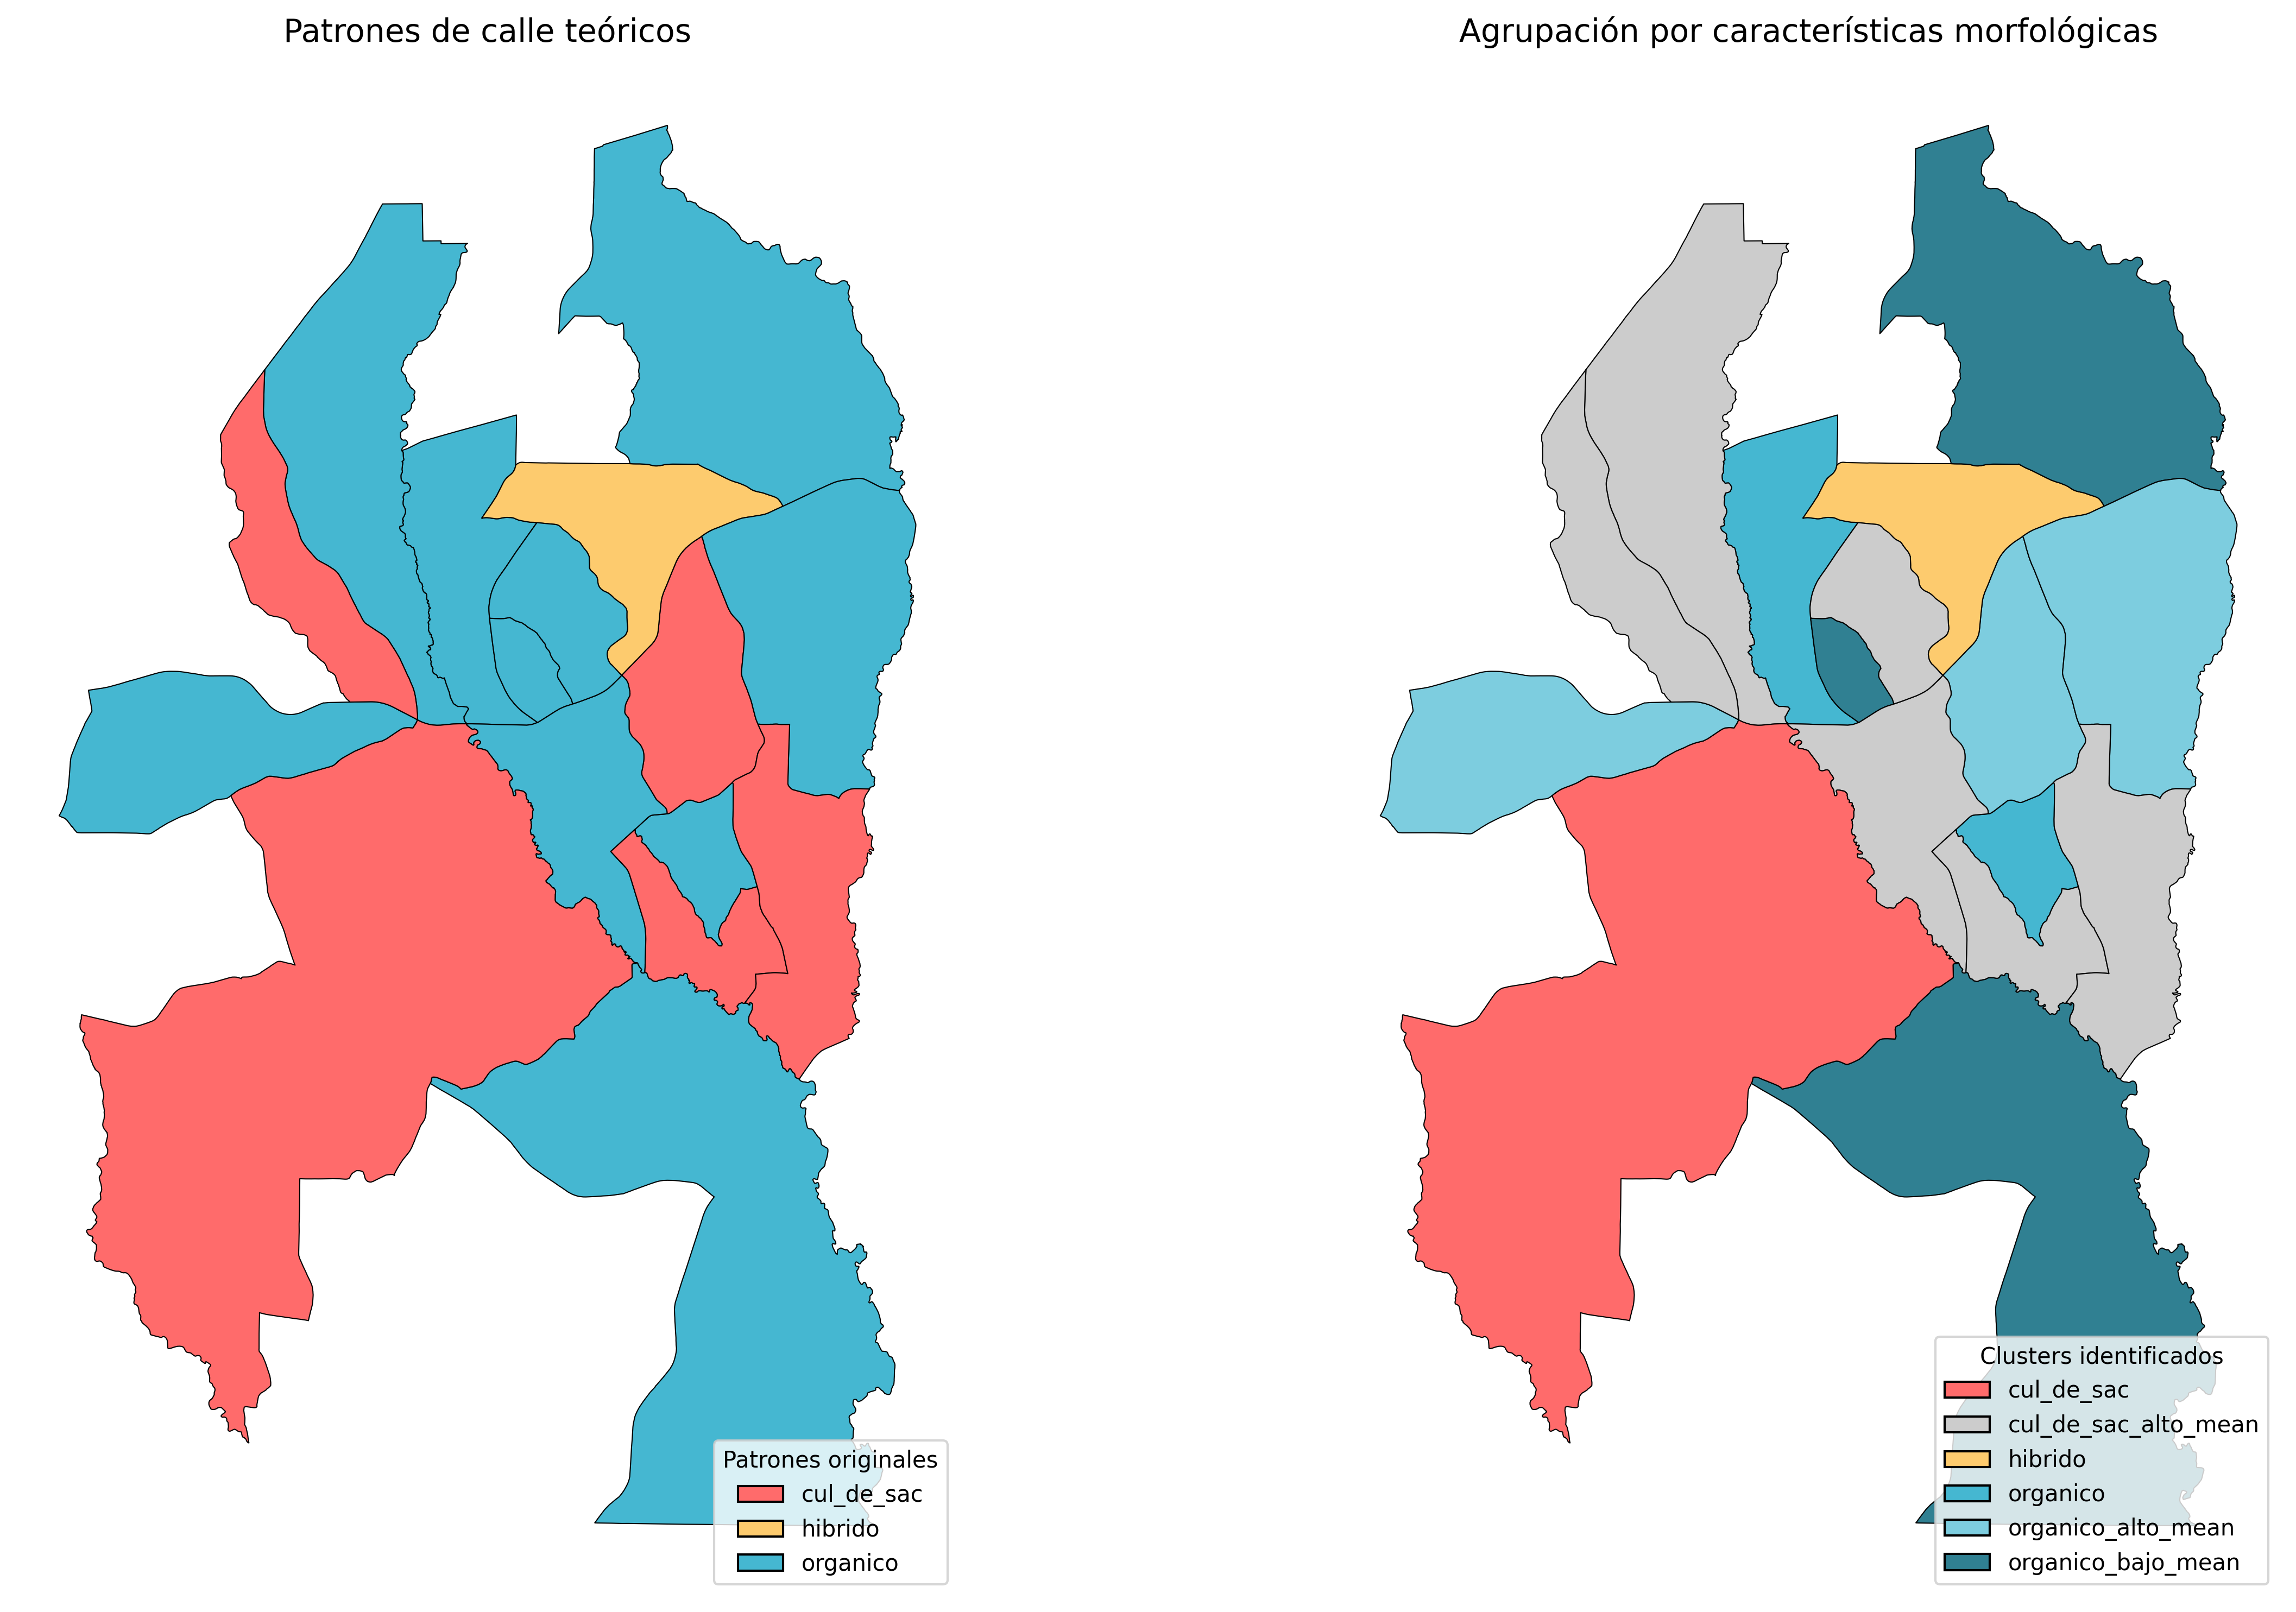 Patrones de calle teóricos
Agrupación por características morfológicas
Patrones originales
cul_de_sac
hibrido
organico
Clusters identificados
cul_de_sac
cul_de_sac_alto_mean
hibrido
organico
organico_alto_mean
organico_bajo_mean